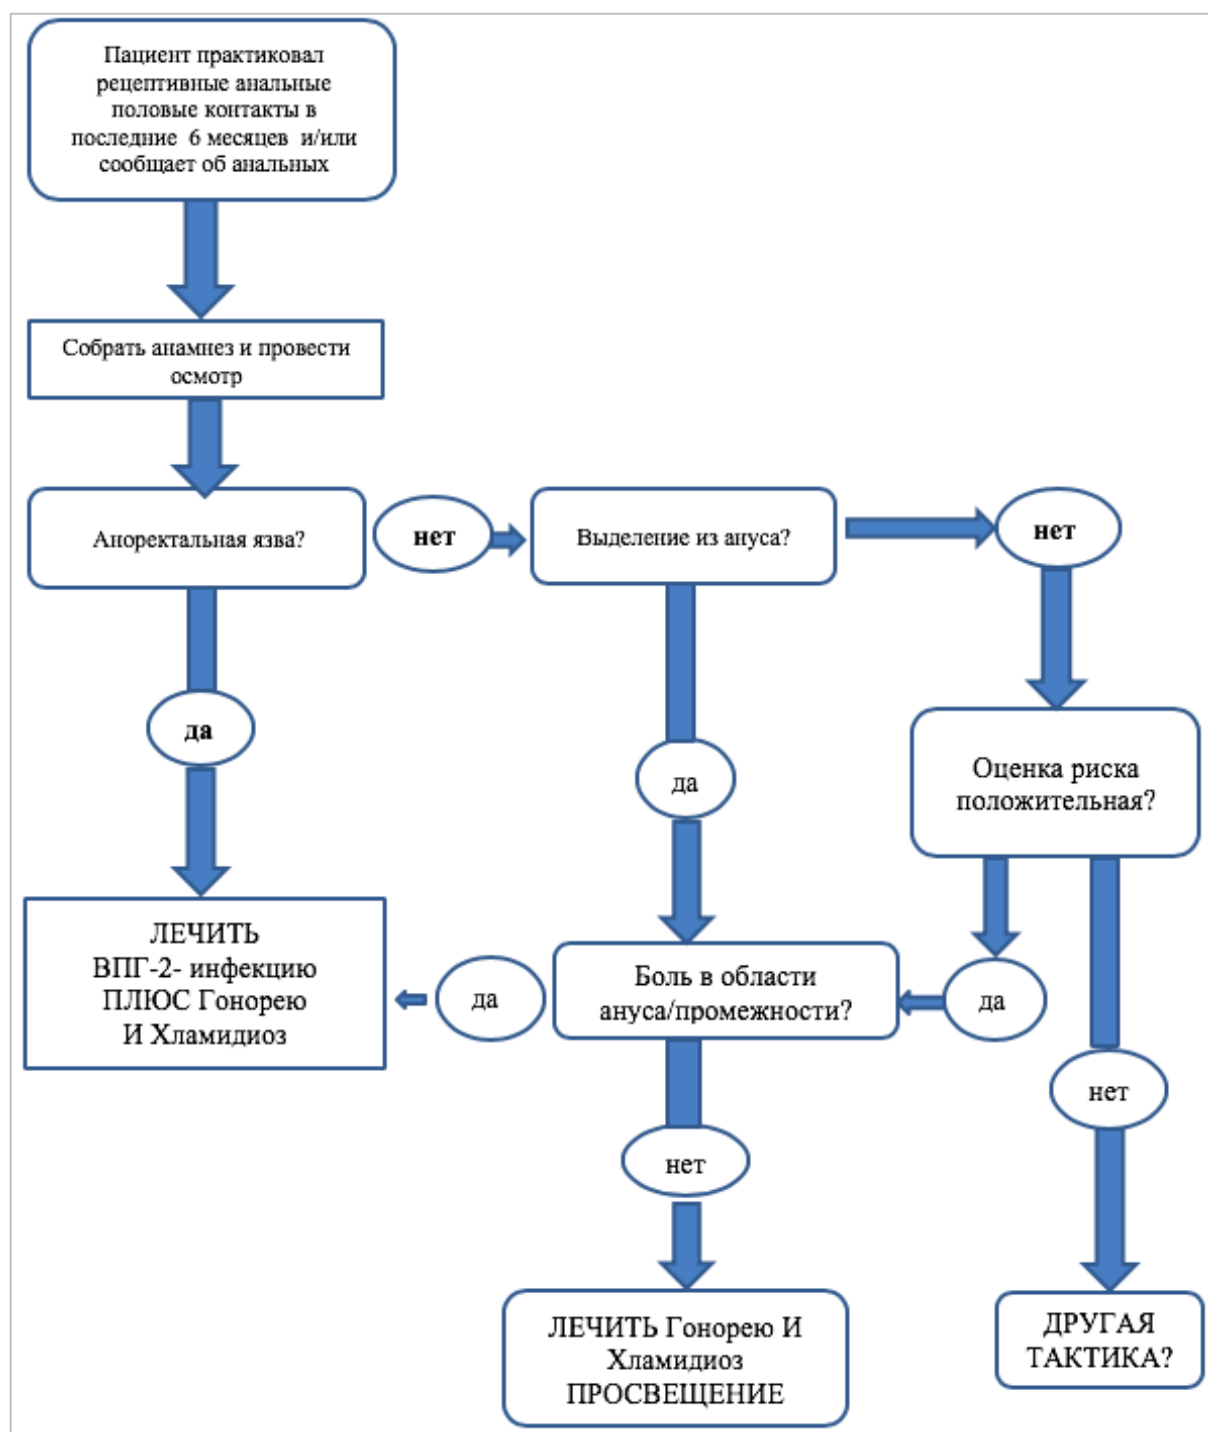 Пациент практиковал
рецептивные анальные
половые контакты в
последние 6 месяцев и/или
сообщает об анальных
Собрать анамнез и провести
осмотр
Аноректальная язва?
нет
Выделение из ануса?
нет
да
да
Оценка риска
положительная?
ЛЕЧИТЬ
ВПГ-2- инфекцию
ПЛЮС Гонорею
И Хламидиоз
да
Боль в области
ануса/промежности?
да
нет
нет
ЛЕЧИТЬ Гонорею И
Хламидиоз
ПРОСВЕЩЕНИЕ
ДРУГАЯ
ТАКТИКА?